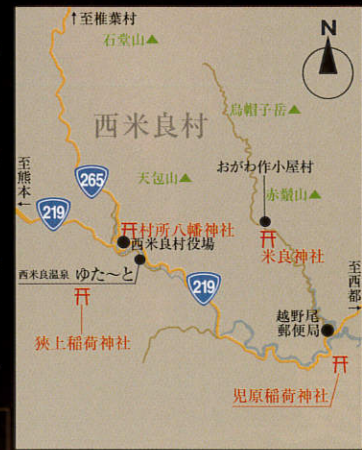 ↑至椎葉村
石堂山▲
N
烏帽子岳▲
西米良村
おがわ作小屋村
至熊本
←
265
天包山▲
赤髭山▲
219
村所八幡神社
西米良村役場
米良神社
西米良温泉 ゆた〜と
219
至西都
→
狭上稲荷神社
越野尾
郵便局
児原稲荷神社